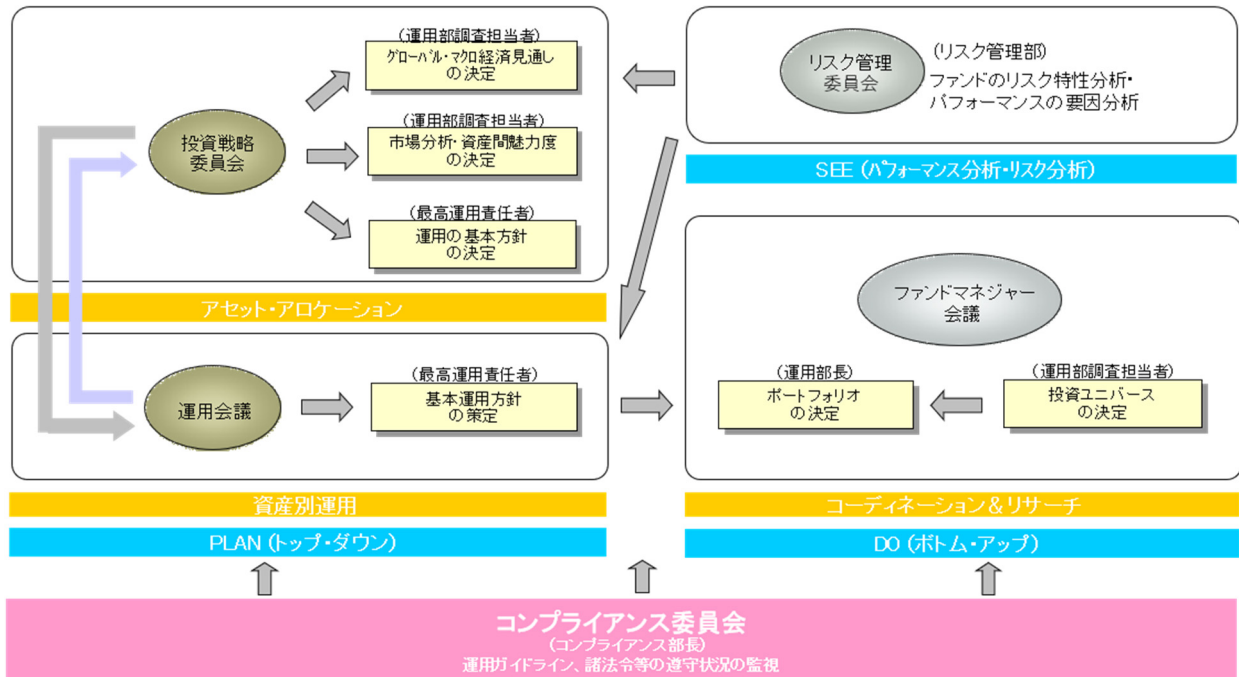 (運用部調査担当者)
グローバル・マクロ経済見通し
の決定
投資戦略
委員会
(運用部調査担当者)
市場分析・資産間魅力度
の決定
(最高運用責任者)
運用の基本方針
の決定
アセット・アロケーション
リスク管理
委員会
(リスク管理部)
ファンドのリスク特性分析・
パフォーマンスの要因分析
SEE (パフォーマンス分析・リスク分析)
運用会議
(最高運用責任者)
基本運用方針
の策定
資産別運用
PLAN (トップ・ダウン)
ファンドマネジャー
会議
(運用部長)
ポートフォリオ
の決定
(運用部調査担当者)
投資ユニバース
の決定
コーディネーション&リサーチ
DO (ボトム・アップ)
コンプライアンス委員会
(コンプライアンス部長)
運用ガイドライン、諸法令等の遵守状況の監視